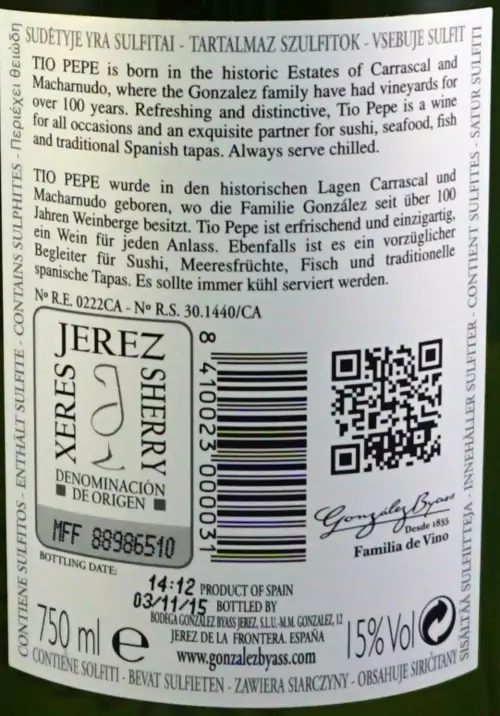 SUDĖTYJE YRA SULFITAI - TARTALMAZ SZULFITOK - VSEBUJE SULFIT
TIO PEPE is born in the historic Estates of Carrascal and
Macharnudo, where the Gonzalez family have had vineyards for
over 100 years. Refreshing and distinctive, Tio Pepe is a wine
for all occasions and an exquisite partner for sushi, seafood, fish
and traditional Spanish tapas. Always serve chilled.
TIO PEPE wurde in den historischen Lagen Carrascal und
Macharnudo geboren, wo die Familie González seit über 100
Jahren Weinberge besitzt. Tio Pepe ist erfrischend und einzigartig,
ein Wein für jeden Anlass. Ebenfalls ist es ein vorzüglicher
Begleiter für Sushi, Meeresfrüchte, Fisch und traditionelle
spanische Tapas. Es sollte immer kühl serviert werden.
Nº R.E. 0222CA - Nº R.S. 30.1440/CA
JEREZ
XERES
SHERRY
DENOMINACIÓN
DE ORIGEN
MFF 88986510
8 410023 000031
González Byass
Desde 1835
Familia de Vino
BOTTLING DATE:
14:12 PRODUCT OF SPAIN
03/11/15 BOTTLED BY
BODEGA GONZÁLEZ BYASS JEREZ, S.L.U.-M.M. GONZALEZ, 12
JEREZ DE LA FRONTERA. ESPAÑA
www.gonzalezbyass.com
750 ml e
15% Vol
CONTIENE SULFITOS - ENTHÄLT SULFITE - CONTAINS SULPHITES - Περιέχει θειώδη
CONTIENE SOLFITI - BEVAT SULFIETEN - ZAWIERA SIARCZYNY - OBSAHUJE SIRIČITANY
SISÄLTÄÄ SULFIITTEJA - INNEHÅLLER SULFITER - CONTIENT SULFITES - SATUR SULFITI